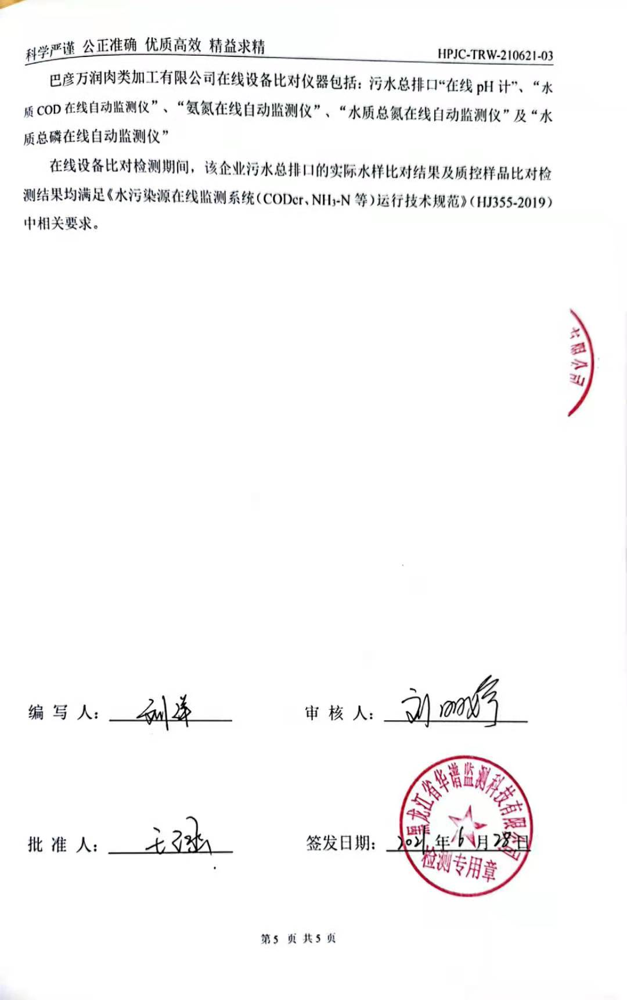 科学严谨 公正准确 优质高效 精益求精
HPJC-TRW-210621-03
巴彦万润肉类加工有限公司在线设备比对仪器包括：污水总排口“在线 pH 计”、“水
质 COD 在线自动监测仪”、“氨氮在线自动监测仪”、“水质总氮在线自动监测仪”及“水
质总磷在线自动监测仪”
在线设备比对检测期间，该企业污水总排口的实际水样比对结果及质控样品比对检
测结果均满足《水污染源在线监测系统（CODcr、NH₃-N 等）运行技术规范》（HJ355-2019）
中相关要求。
限公司
编 写 人：
审 核 人：刘
批 准 人：
签发日期：2021 年 6 月 28 日
黑龙江省华谱监测科技有限公司
检测专用章
第 5 页 共 5 页